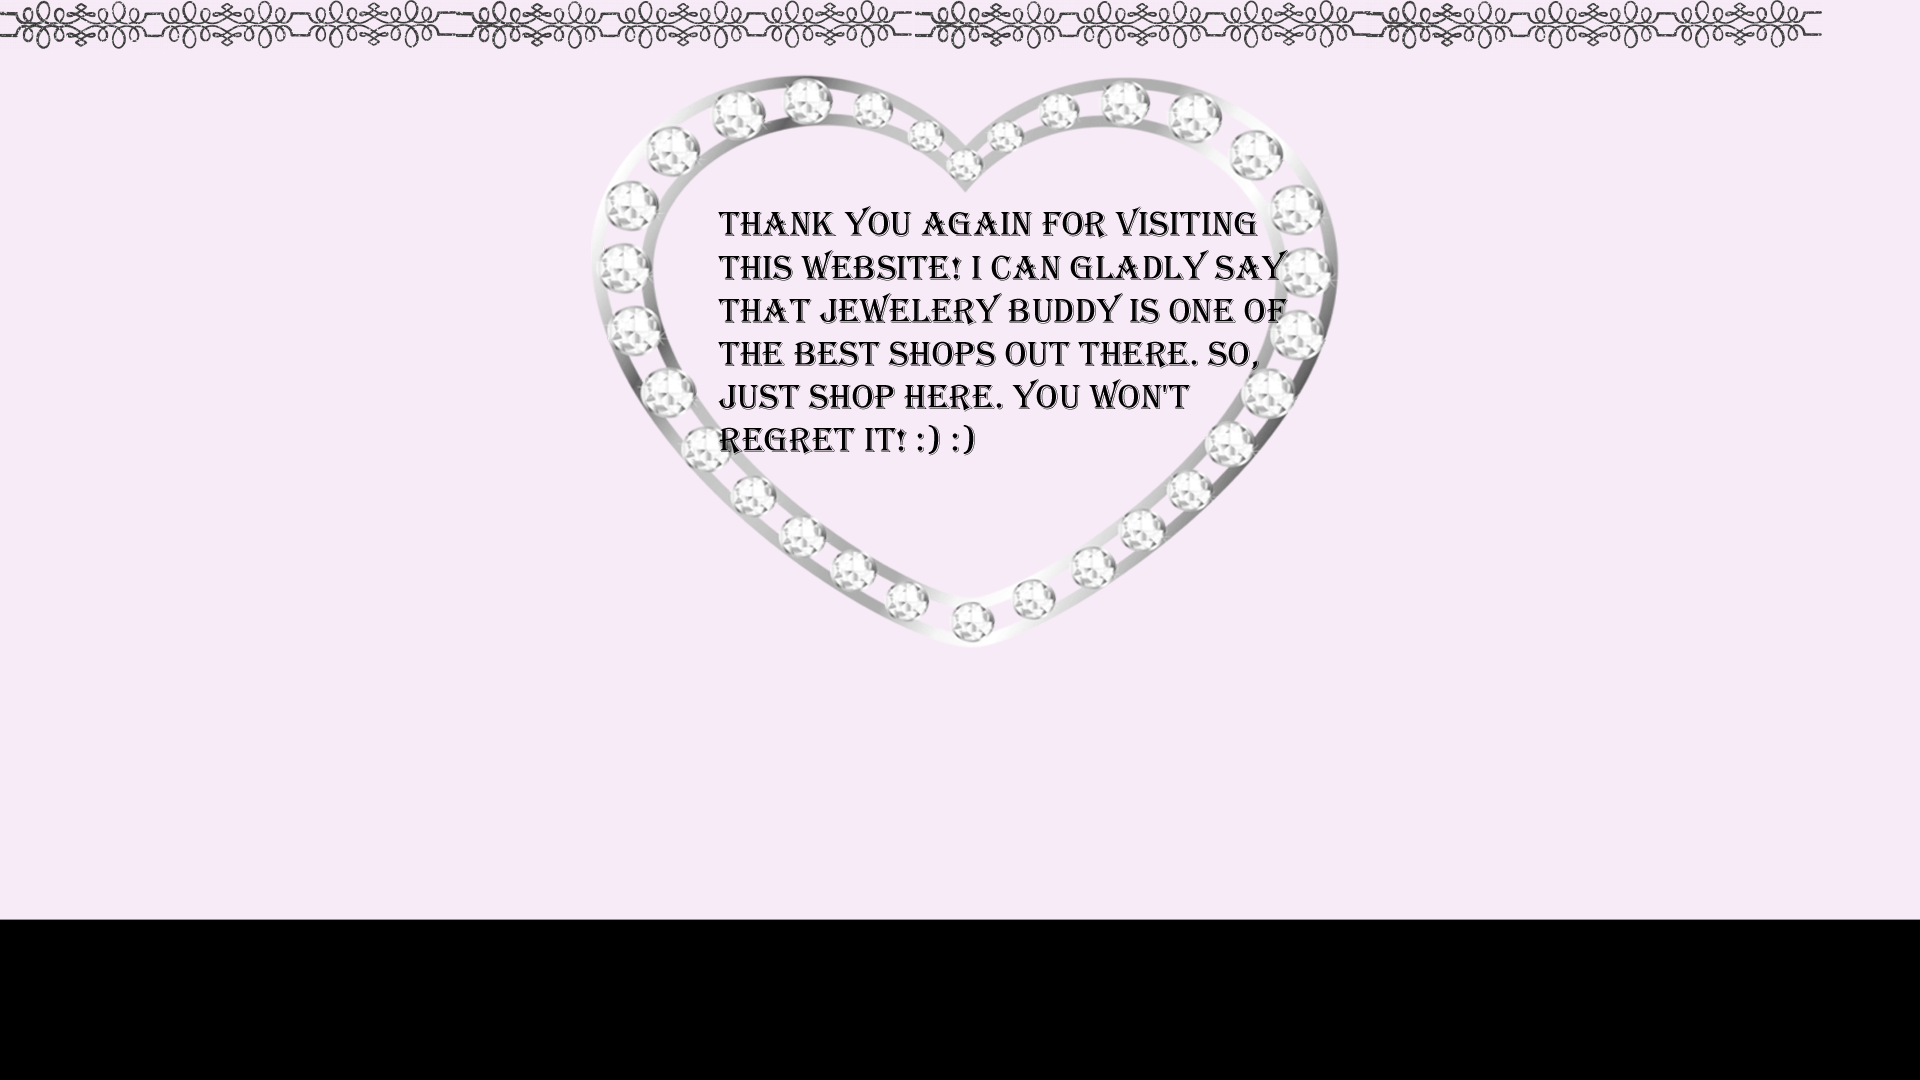 THANK YOU AGAIN FOR VISITING
THIS WEBSITE! I CAN GLADLY SAY
THAT JEWELERY BUDDY IS ONE OF
THE BEST SHOPS OUT THERE. SO,
JUST SHOP HERE. YOU WON'T
REGRET IT! :) :)